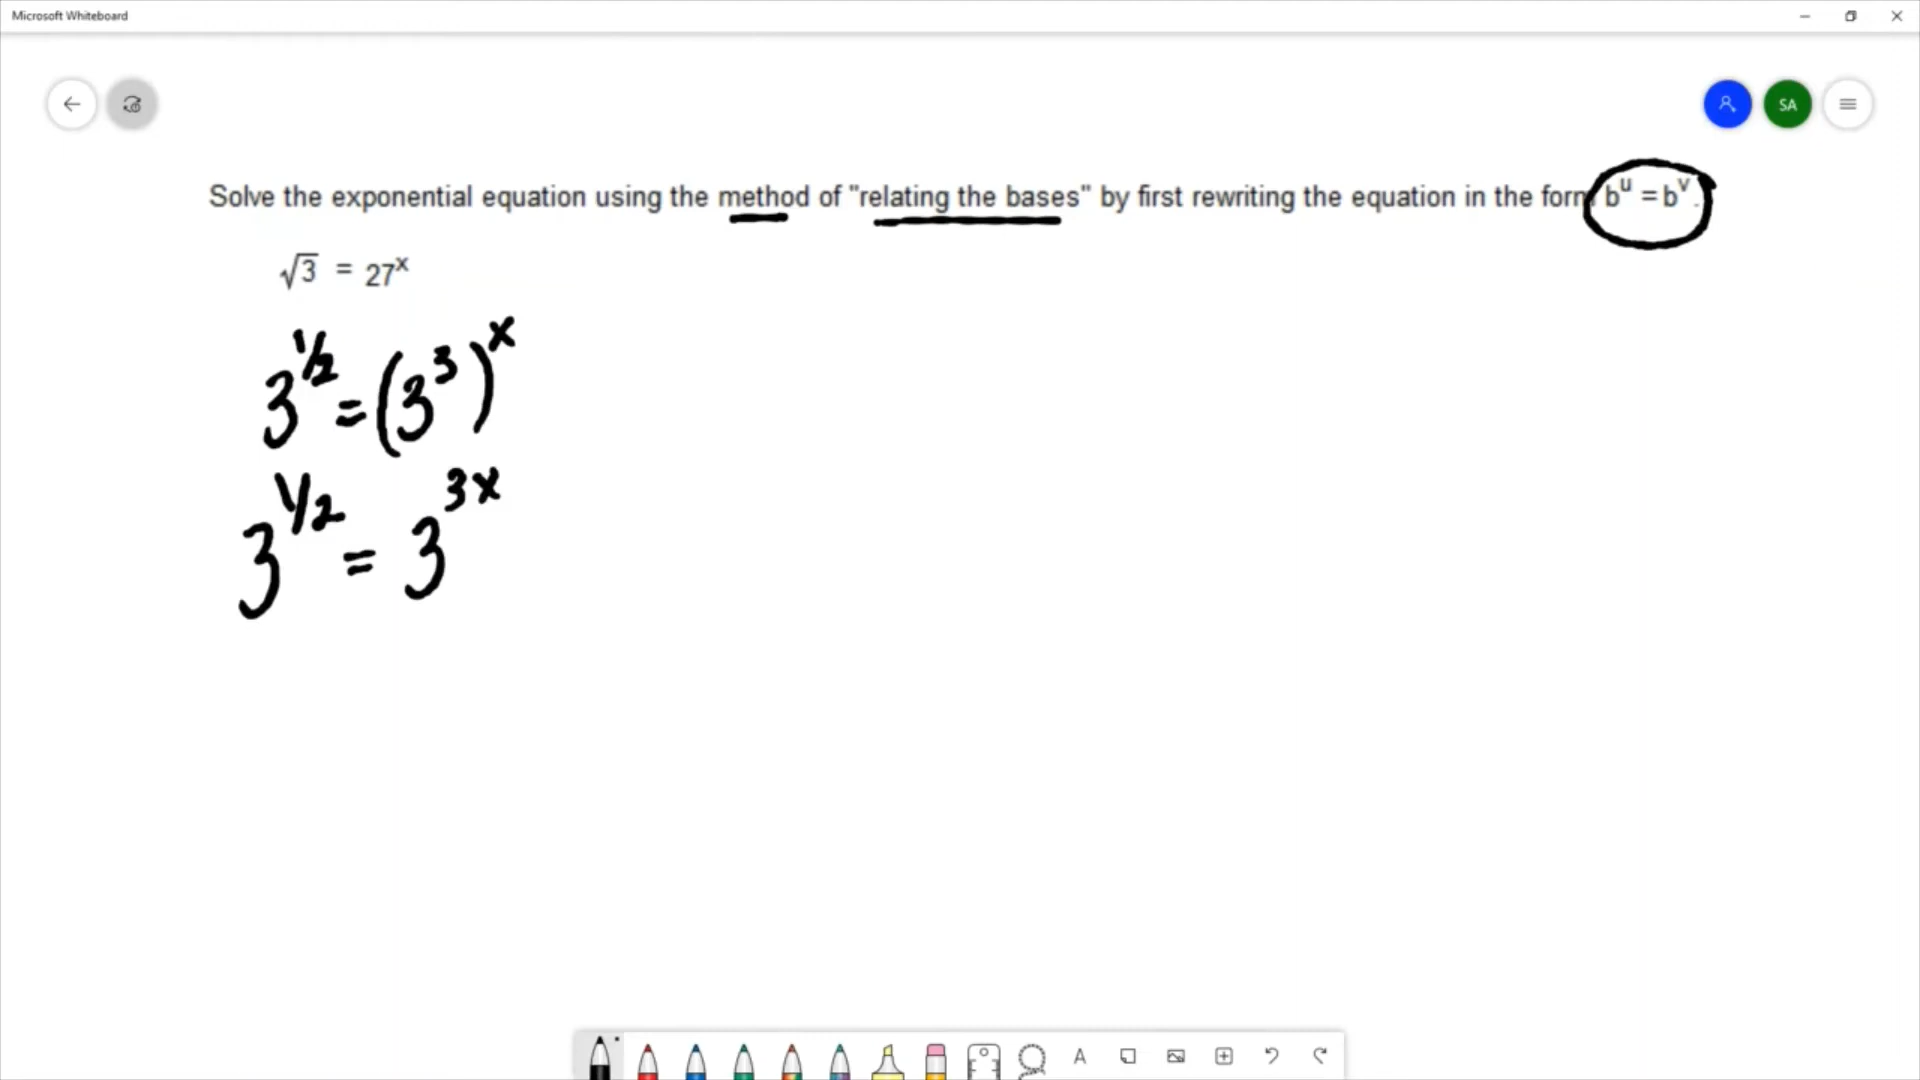 Microsoft Whiteboard
SA
Solve the exponential equation using the method of "relating the bases" by first rewriting the equation in the form b^u = b^v.
√3 = 27^x
3^1/2 = (3^3)^x
3^1/2 = 3^3x
A